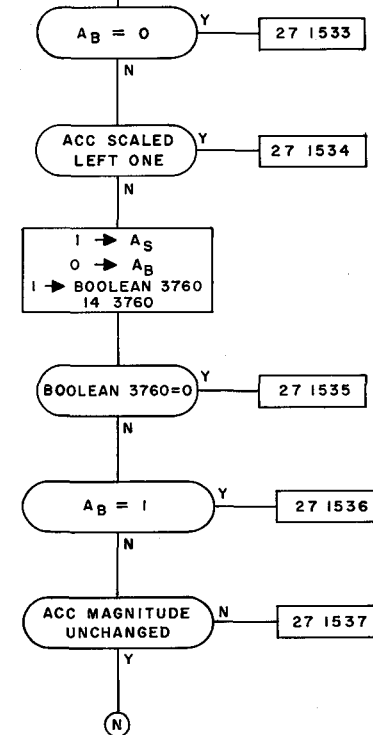 A_B = 0
Y
27 1533
N
ACC SCALED
LEFT ONE
Y
27 1534
N
1 → A_S
0 → A_B
1 → BOOLEAN 3760
14 3760
BOOLEAN 3760=0
Y
27 1535
N
A_B = 1
Y
27 1536
N
ACC MAGNITUDE
UNCHANGED
N
27 1537
Y
N